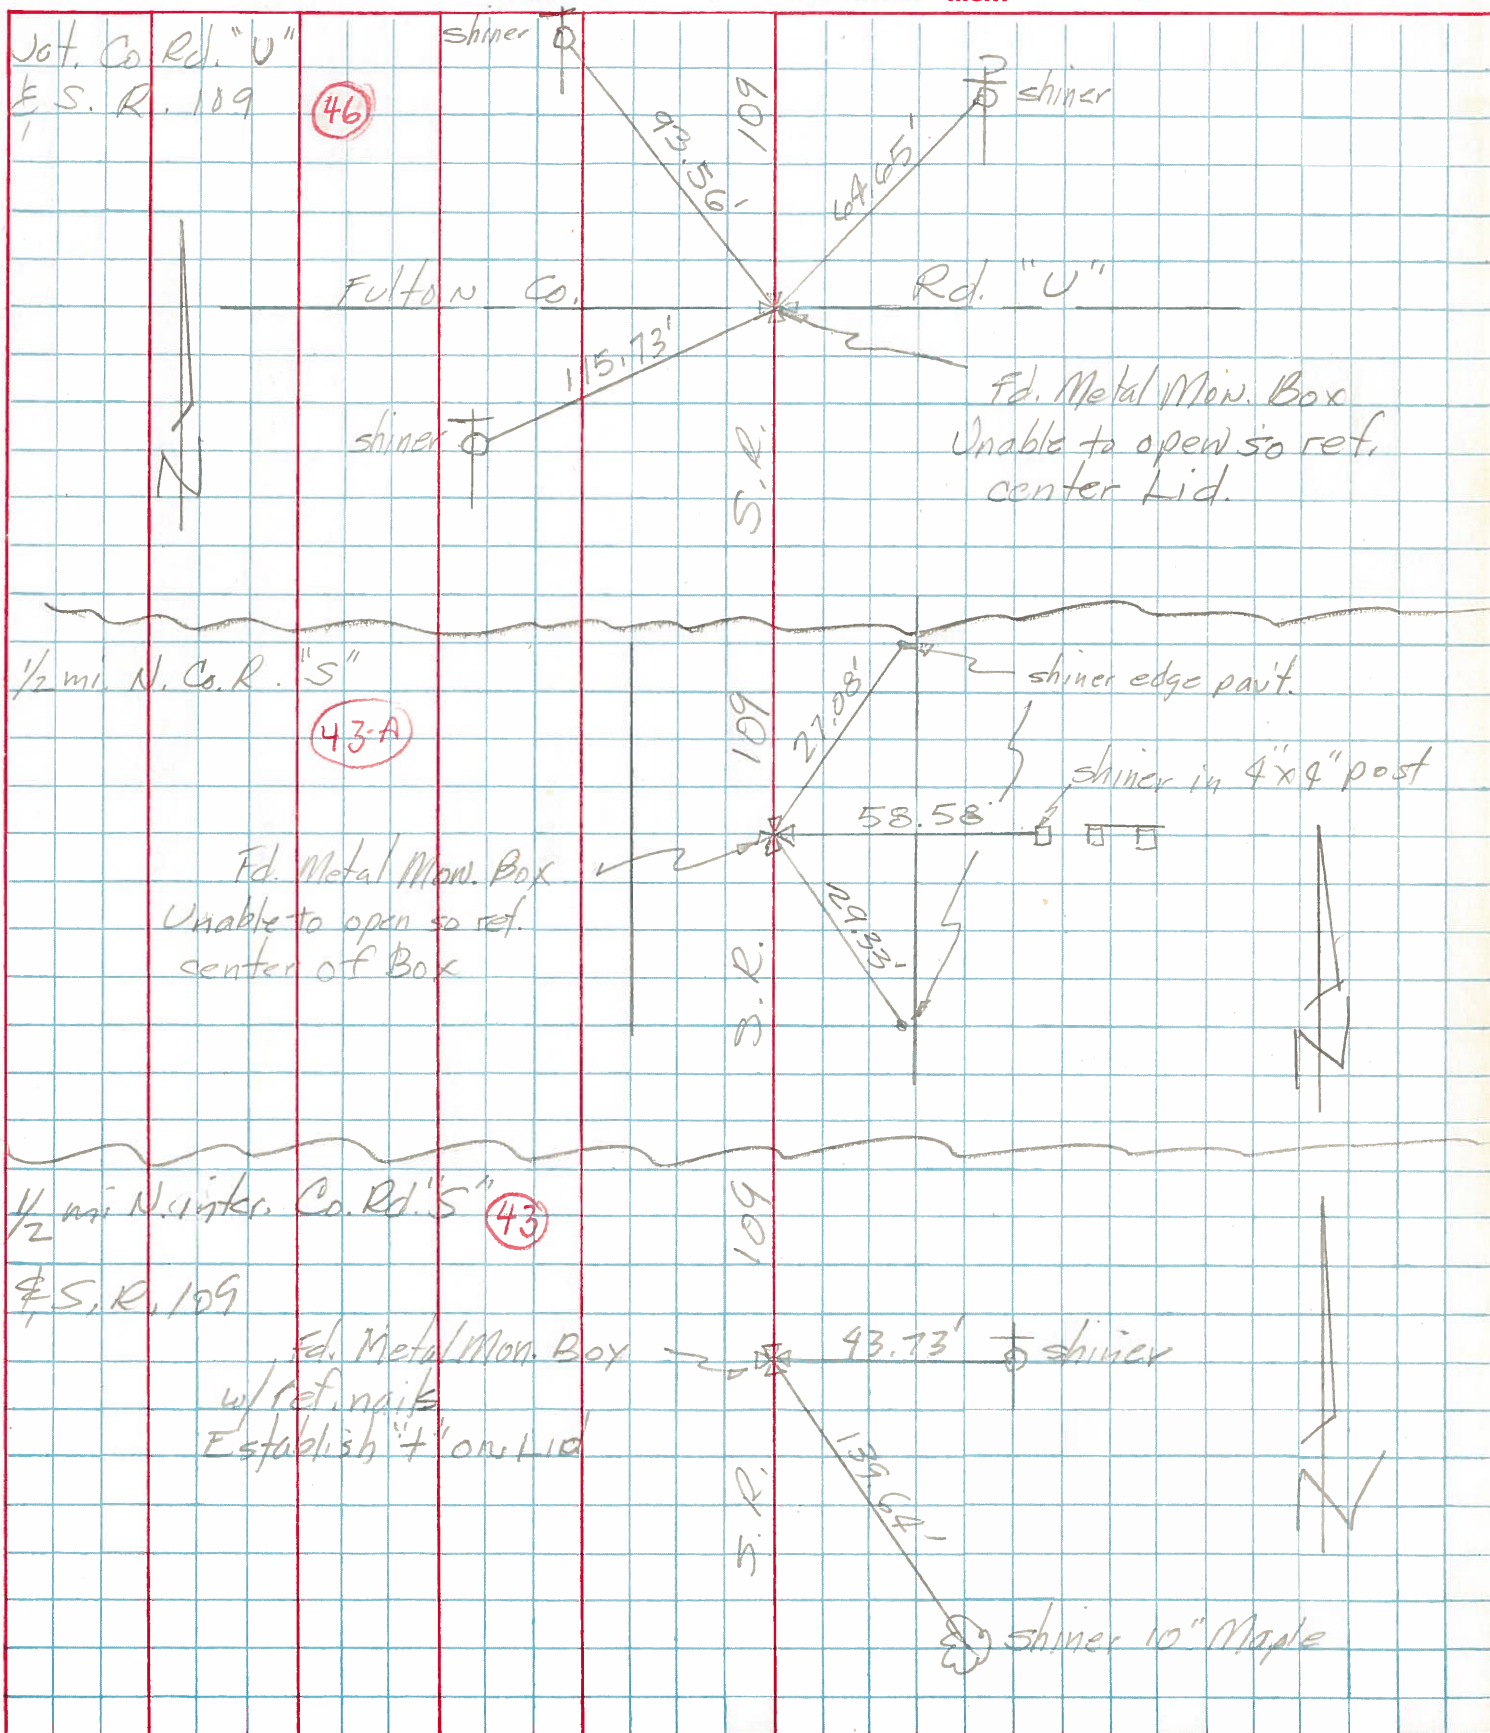 Jct. Co Rd. "U"
& S. R. 109
46
shiner
93.56'
109
64.65'
shiner
Fulton Co.
Rd. "U"
115.73'
shiner
S.R.
Fd. Metal Mon. Box
Unable to open so ref.
center Lid.
N
1/2 mi. N. Co. R. "S"
43-A
109
27.08'
shiner edge pav't.
shiner in 4"x4" post
58.58'
Fd. Metal Mon. Box
Unable to open so ref.
center of Box
29.33'
S.R.
N
1/2 mi N. inter. Co. Rd. "S"
43
& S.R. 109
109
Fd. Metal Mon. Box
w/ ref. nails
Establish "+" on Lid
43.73'
shiner
139.64'
S.R.
N
shiner 10" Maple